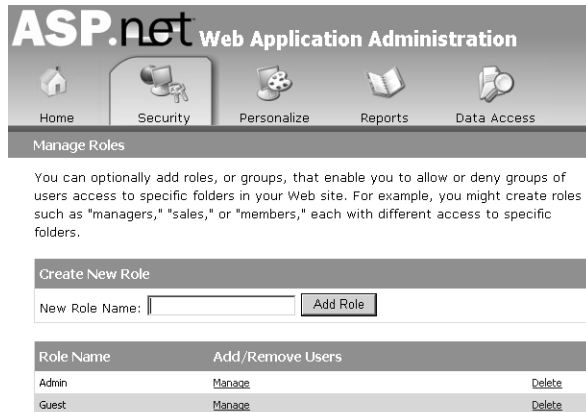 ASP.net Web Application Administration
Home Security Personalize Reports Data Access
Manage Roles
You can optionally add roles, or groups, that enable you to allow or deny groups of
users access to specific folders in your Web site. For example, you might create roles
such as "managers," "sales," or "members," each with different access to specific
folders.
Create New Role
New Role Name: Add Role
Role Name Add/Remove Users
Admin Manage Delete
Guest Manage Delete